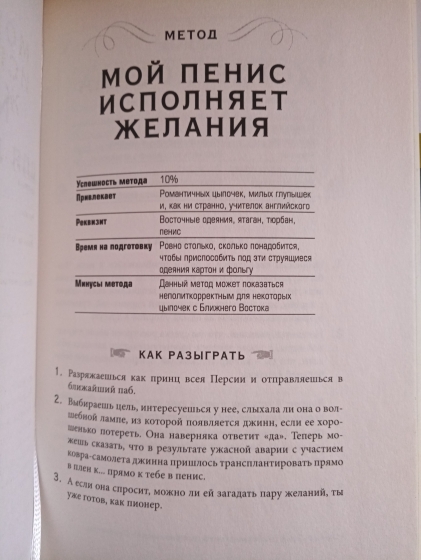 МЕТОД
МОЙ ПЕНИС
ИСПОЛНЯЕТ
ЖЕЛАНИЯ
Успешность метода 10%
Привлекает Романтичных цыпочек, милых глупышек
и, как ни странно, учителок английского
Реквизит Восточные одеяния, ятаган, тюрбан,
пенис
Время на подготовку Ровно столько, сколько понадобится,
чтобы приспособить под эти струящиеся
одеяния картон и фольгу
Минусы метода Данный метод может показаться
неполиткорректным для некоторых
цыпочек с Ближнего Востока
КАК РАЗЫГРАТЬ
1. Разряжаешься как принц всея Персии и отправляешься в
ближайший паб.
2. Выбираешь цель, интересуешься у нее, слыхала ли она о вол-
шебной лампе, из которой появляется джинн, если ее хоро-
шенько потереть. Она наверняка ответит «да». Теперь мо-
жешь сказать, что в результате ужасной аварии с участием
ковра-самолета джинна пришлось трансплантировать прямо
в плен к... прямо к тебе в пенис.
3. А если она спросит, можно ли ей загадать пару желаний, ты
уже готов, как пионер.